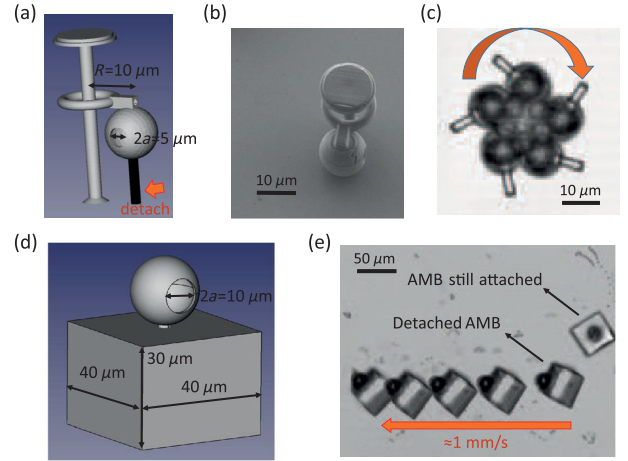 (a)
R=10 μm
2a=5 μm
detach
(b)
10 μm
(c)
10 μm
(d)
2a=10 μm
40 μm
30 μm
40 μm
(e)
50 μm
AMB still attached
Detached AMB
≈1 mm/s